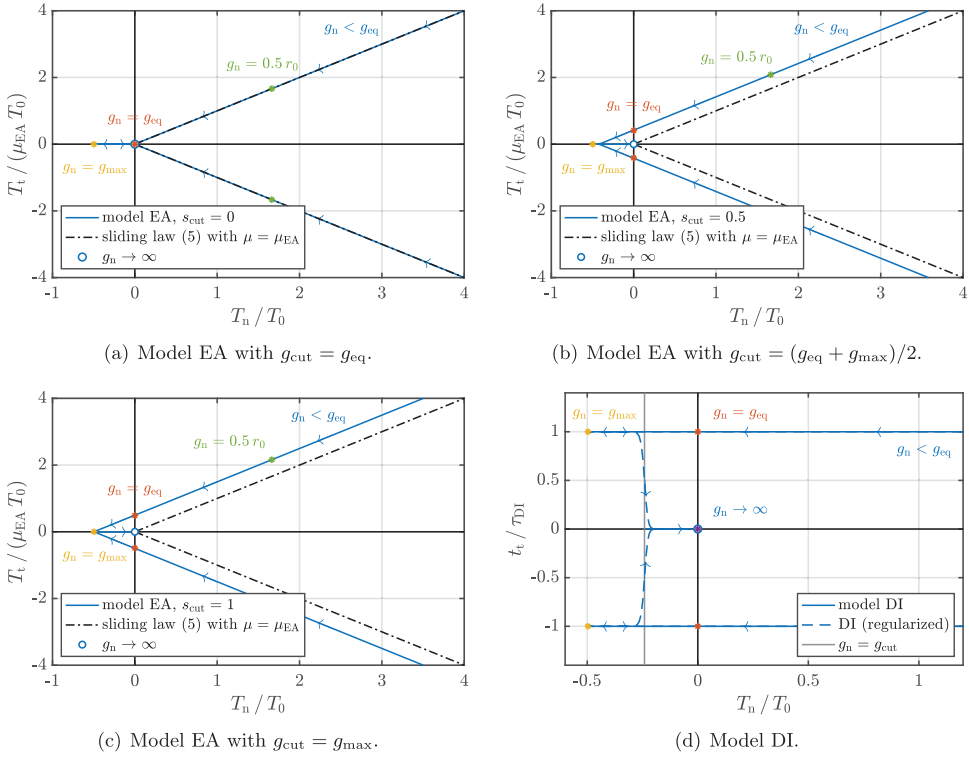 4
2
0
-2
-4
-1
0
1
2
3
4
T_t / (μ_EA T_0)
T_n / T_0
g_n < g_eq
g_n = 0.5 r_0
g_n = g_eq
g_n = g_max
model EA, s_cut = 0
sliding law (5) with μ = μ_EA
g_n → ∞
(a) Model EA with g_cut = g_eq.
4
2
0
-2
-4
-1
0
1
2
3
4
T_t / (μ_EA T_0)
T_n / T_0
g_n < g_eq
g_n = 0.5 r_0
g_n = g_eq
g_n = g_max
model EA, s_cut = 0.5
sliding law (5) with μ = μ_EA
g_n → ∞
(b) Model EA with g_cut = (g_eq + g_max)/2.
4
2
0
-2
-4
-1
0
1
2
3
4
T_t / (μ_EA T_0)
T_n / T_0
g_n < g_eq
g_n = 0.5 r_0
g_n = g_eq
g_n = g_max
model EA, s_cut = 1
sliding law (5) with μ = μ_EA
g_n → ∞
(c) Model EA with g_cut = g_max.
1
0.5
0
-0.5
-1
-0.5
0
0.5
1
t_t / τ_DI
T_n / T_0
g_n = g_max
g_n = g_eq
g_n < g_eq
g_n → ∞
model DI
DI (regularized)
g_n = g_cut
(d) Model DI.